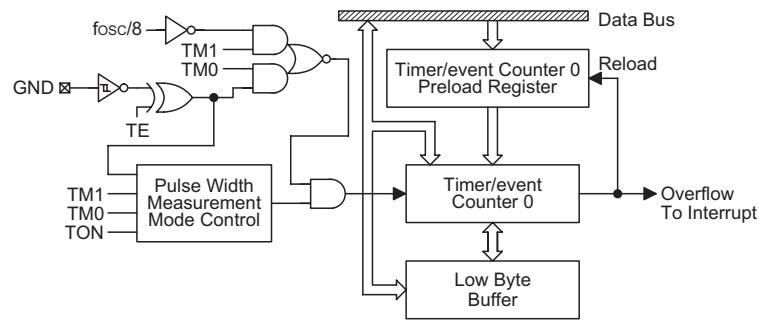 fosc/8
TM1
TM0
GND
TE
TM1
TM0
TON
Pulse Width
Measurement
Mode Control
Data Bus
Timer/event Counter 0
Preload Register
Reload
Timer/event
Counter 0
Overflow
To Interrupt
Low Byte
Buffer